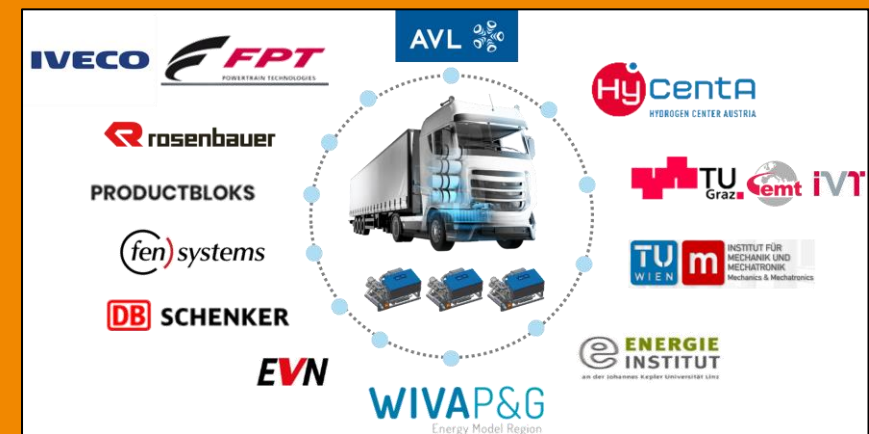 AVL
IVECO
FPT
POWERTRAIN TECHNOLOGIES
HyCentA
HYDROGEN CENTER AUSTRIA
rosenbauer
PRODUCTBLOKS
TU
Graz
emt
iVT
(fen) systems
TU
WIEN
m
INSTITUT FÜR
MECHANIK UND
MECHATRONIK
Mechanics & Mechatronics
DB SCHENKER
ENERGIE
INSTITUT
an der Johannes Kepler Universität Linz
EVN
WIVAP&G
Energy Model Region